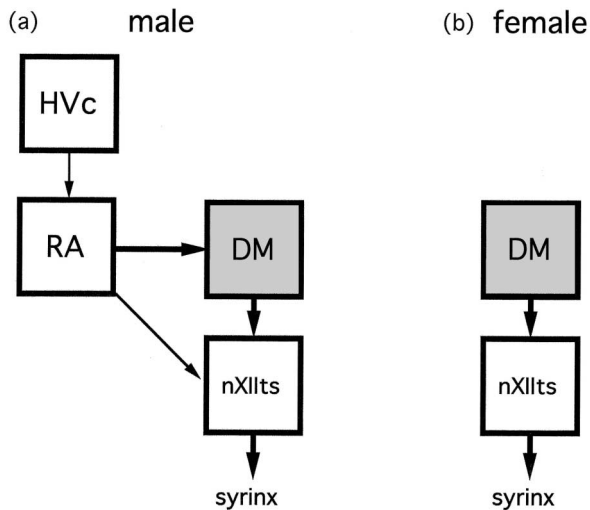 (a) male
HVc
RA
DM
nXIIts
syrinx
(b) female
DM
nXIIts
syrinx